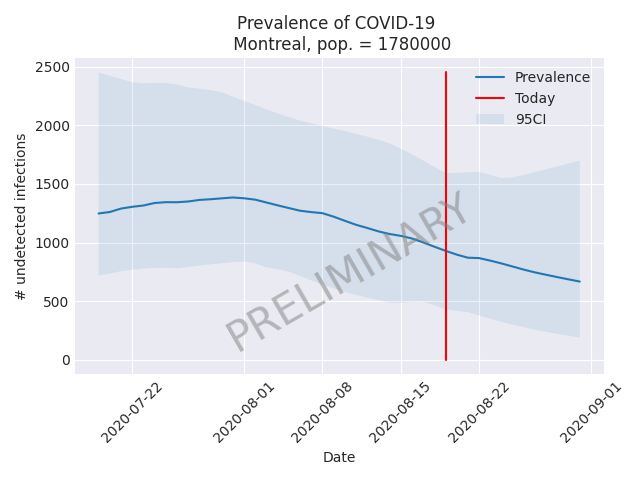 Prevalence of COVID-19
Montreal, pop. = 1780000
Prevalence
Today
95CI
2500
2000
1500
1000
500
0
# undetected infections
PRELIMINARY
2020-07-22
2020-08-01
2020-08-08
2020-08-15
2020-08-22
2020-09-01
Date